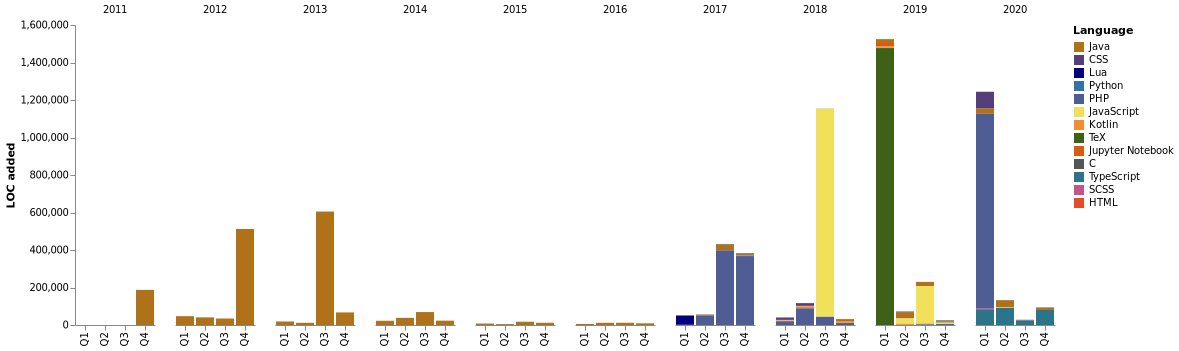 2011 2012 2013 2014 2015 2016 2017 2018 2019 2020
LOC added
1,600,000
1,400,000
1,200,000
1,000,000
800,000
600,000
400,000
200,000
0
Q1 Q2 Q3 Q4 Q1 Q2 Q3 Q4 Q1 Q2 Q3 Q4 Q1 Q2 Q3 Q4 Q1 Q2 Q3 Q4 Q1 Q2 Q3 Q4 Q1 Q2 Q3 Q4 Q1 Q2 Q3 Q4 Q1 Q2 Q3 Q4 Q1 Q2 Q3 Q4
Language
Java
CSS
Lua
Python
PHP
JavaScript
Kotlin
TeX
Jupyter Notebook
C
TypeScript
SCSS
HTML